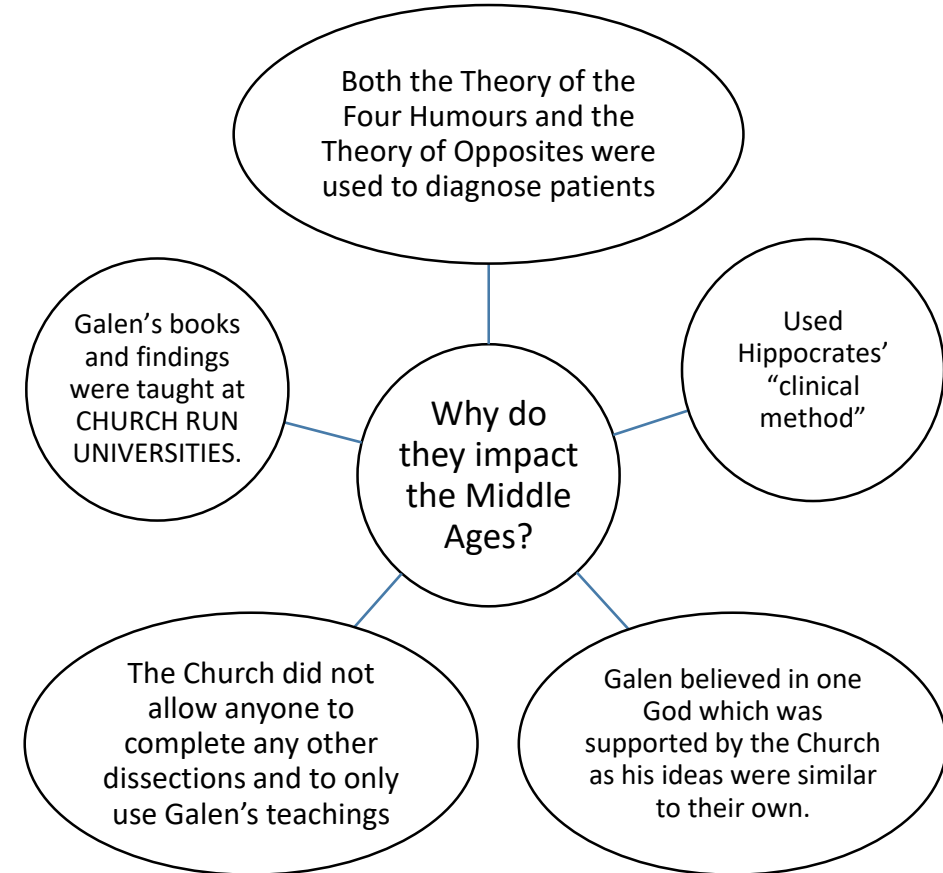 Both the Theory of the
Four Humours and the
Theory of Opposites were
used to diagnose patients
Galen’s books
and findings
were taught at
CHURCH RUN
UNIVERSITIES.
Used
Hippocrates’
“clinical
method”
Why do
they impact
the Middle
Ages?
The Church did not
allow anyone to
complete any other
dissections and to only
use Galen’s teachings
Galen believed in one
God which was
supported by the Church
as his ideas were similar
to their own.